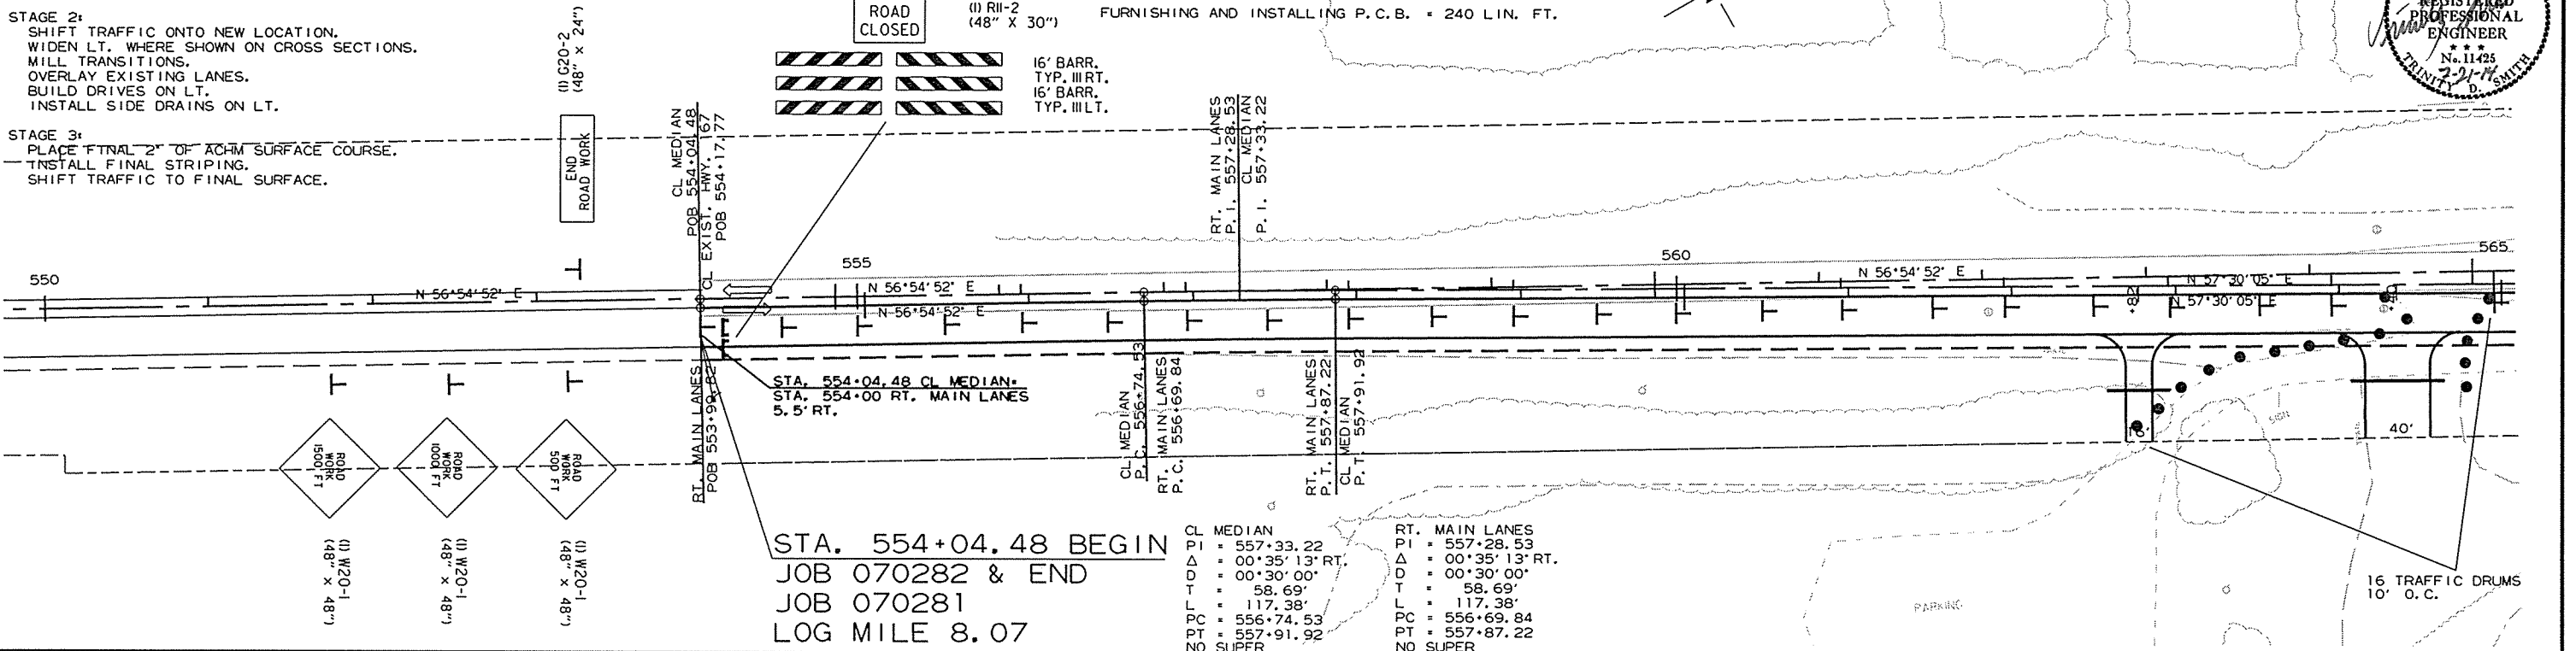 STAGE 2:
SHIFT TRAFFIC ONTO NEW LOCATION.
WIDEN LT. WHERE SHOWN ON CROSS SECTIONS.
MILL TRANSITIONS.
OVERLAY EXISTING LANES.
BUILD DRIVES ON LT.
INSTALL SIDE DRAINS ON LT.
STAGE 3:
PLACE FINAL 2" OF ACHM SURFACE COURSE.
INSTALL FINAL STRIPING.
SHIFT TRAFFIC TO FINAL SURFACE.
(1) G20-2
(48" X 24")
END
ROAD WORK
ROAD
CLOSED
(1) R11-2
(48" X 30")
16' BARR.
TYP. III RT.
16' BARR.
TYP. III LT.
FURNISHING AND INSTALLING P.C.B. = 240 LIN. FT.
REGISTERED
PROFESSIONAL
ENGINEER
★ ★ ★
No. 11425
2-21-14
TRINITY D. SMITH
CL MEDIAN
POB 554+04.48
CL EXIST. HWY. 167
POB 554+17.77
RT. MAIN LANES
P.I. 557+28.53
CL MEDIAN
P.I. 557+33.22
550
555
560
565
N 56°54'52" E
N 56°54'52" E
N 56°54'52" E
N 56°54'52" E
N 57°30'05" E
N 57°30'05" E
RT. MAIN LANES
POB 553+99.82
STA. 554+04.48 CL MEDIAN=
STA. 554+00 RT. MAIN LANES
5.5' RT.
CL MEDIAN
P.C. 556+74.53
RT. MAIN LANES
P.C. 556+69.84
RT. MAIN LANES
P.T. 557+87.22
CL MEDIAN
P.T. 557+91.92
SIGN
40'
ROAD
WORK
1500 FT
ROAD
WORK
1000 FT
ROAD
WORK
500 FT
(1) W20-1
(48" X 48")
(1) W20-1
(48" X 48")
(1) W20-1
(48" X 48")
STA. 554+04.48 BEGIN
JOB 070282 & END
JOB 070281
LOG MILE 8.07
CL MEDIAN
PI = 557+33.22
Δ = 00°35'13" RT.
D = 00°30'00"
T = 58.69'
L = 117.38'
PC = 556+74.53
PT = 557+91.92
NO SUPER
RT. MAIN LANES
PI = 557+28.53
Δ = 00°35'13" RT.
D = 00°30'00"
T = 58.69'
L = 117.38'
PC = 556+69.84
PT = 557+87.22
NO SUPER
PARKING
16 TRAFFIC DRUMS
10' O.C.